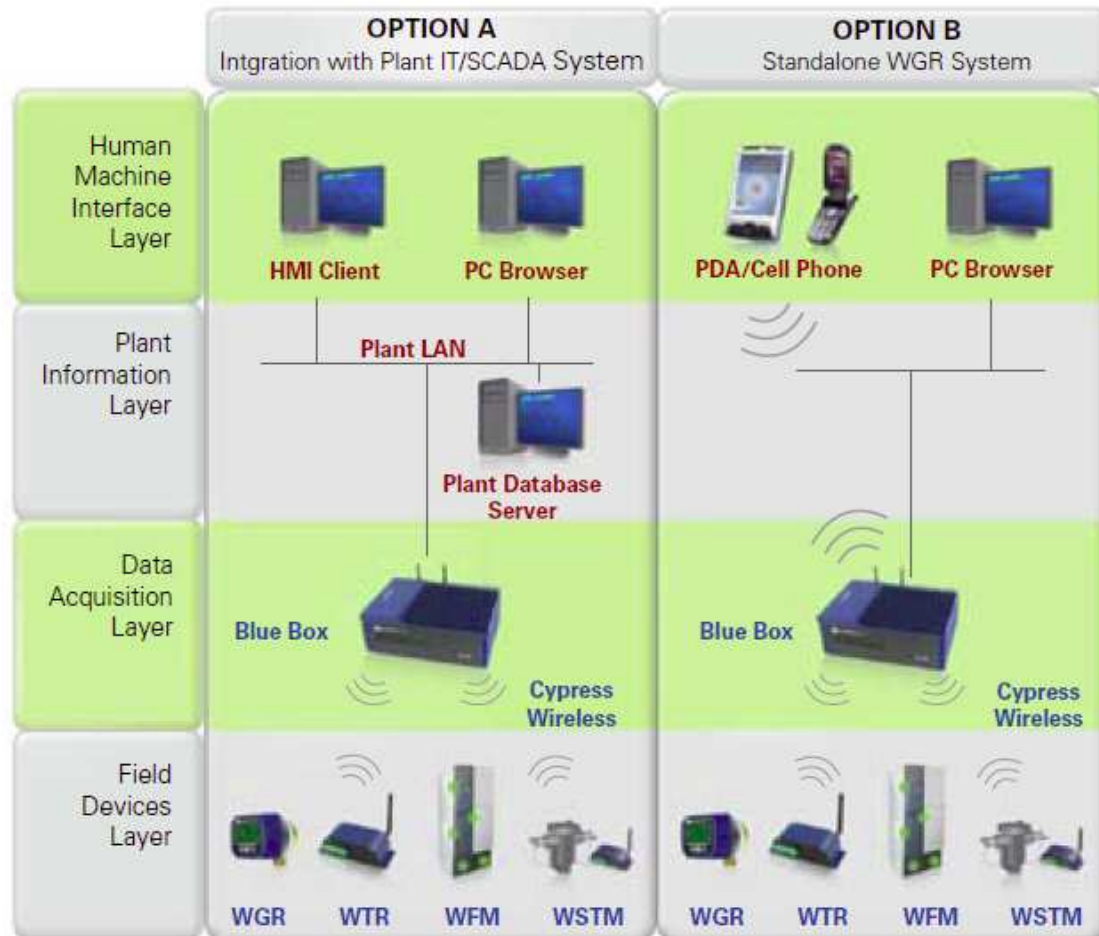 OPTION A
Intgration with Plant IT/SCADA System
OPTION B
Standalone WGR System
Human
Machine
Interface
Layer
HMI Client
PC Browser
PDA/Cell Phone
PC Browser
Plant
Information
Layer
Plant LAN
Plant Database
Server
Data
Acquisition
Layer
Blue Box
Cypress
Wireless
Blue Box
Cypress
Wireless
Field
Devices
Layer
WGR
WTR
WFM
WSTM
WGR
WTR
WFM
WSTM